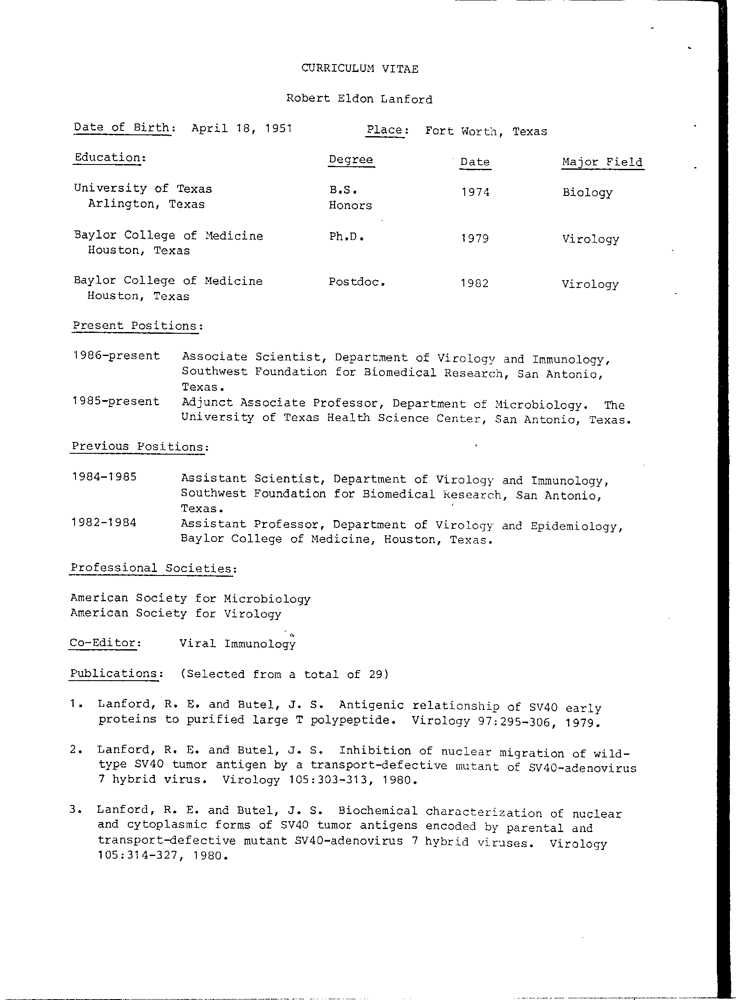 CURRICULUM VITAE
Robert Eldon Lanford
Date of Birth: April 18, 1951 Place: Fort Worth, Texas
Education: Degree Date Major Field
University of Texas B.S. 1974 Biology
Arlington, Texas Honors
Baylor College of Medicine Ph.D. 1979 Virology
Houston, Texas
Baylor College of Medicine Postdoc. 1982 Virology
Houston, Texas
Present Positions:
1986-present Associate Scientist, Department of Virology and Immunology,
Southwest Foundation for Biomedical Research, San Antonio,
Texas.
1985-present Adjunct Associate Professor, Department of Microbiology. The
University of Texas Health Science Center, San Antonio, Texas.
Previous Positions:
1984-1985 Assistant Scientist, Department of Virology and Immunology,
Southwest Foundation for Biomedical Research, San Antonio,
Texas.
1982-1984 Assistant Professor, Department of Virology and Epidemiology,
Baylor College of Medicine, Houston, Texas.
Professional Societies:
American Society for Microbiology
American Society for Virology
Co-Editor: Viral Immunology
Publications: (Selected from a total of 29)
1. Lanford, R. E. and Butel, J. S. Antigenic relationship of SV40 early
proteins to purified large T polypeptide. Virology 97:295-306, 1979.
2. Lanford, R. E. and Butel, J. S. Inhibition of nuclear migration of wild-
type SV40 tumor antigen by a transport-defective mutant of SV40-adenovirus
7 hybrid virus. Virology 105:303-313, 1980.
3. Lanford, R. E. and Butel, J. S. Biochemical characterization of nuclear
and cytoplasmic forms of SV40 tumor antigens encoded by parental and
transport-defective mutant SV40-adenovirus 7 hybrid viruses. Virology
105:314-327, 1980.